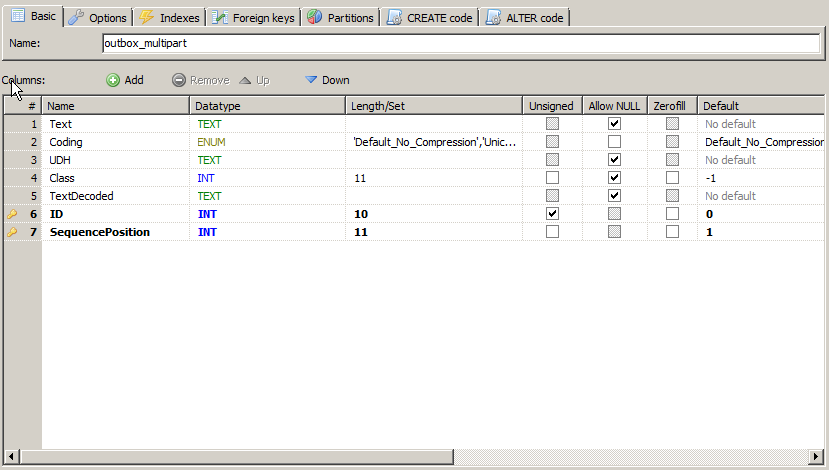 Basic Options Indexes Foreign keys Partitions CREATE code ALTER code
Name: outbox_multipart
Columns: Add Remove Up Down
# Name Datatype Length/Set Unsigned Allow NULL Zerofill Default
1 Text TEXT No default
2 Coding ENUM 'Default_No_Compression','Unic... Default_No_Compression
3 UDH TEXT No default
4 Class INT 11 -1
5 TextDecoded TEXT No default
6 ID INT 10 0
7 SequencePosition INT 11 1